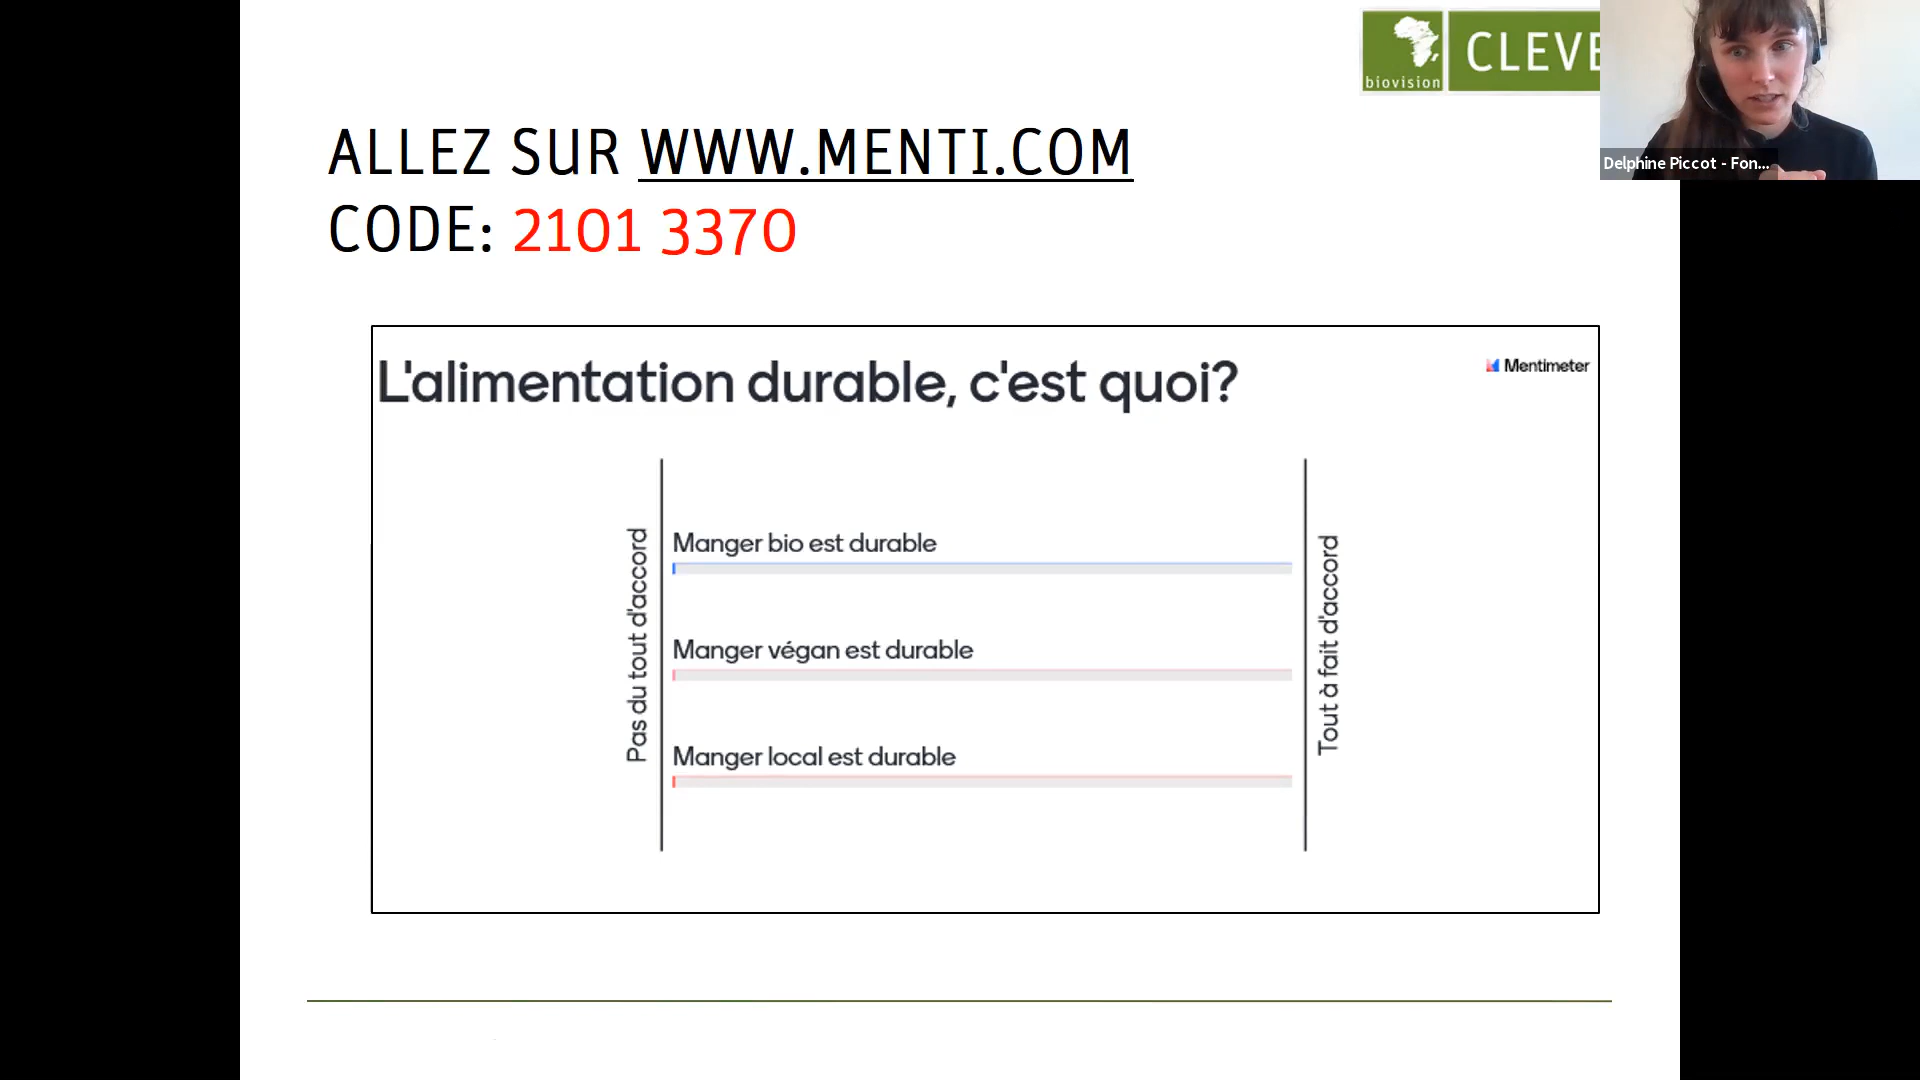 biovision
CLEVE
Delphine Piccot - Fon...
ALLEZ SUR WWW.MENTI.COM
CODE: 2101 3370
L'alimentation durable, c'est quoi?
Mentimeter
Pas du tout d'accord
Manger bio est durable
Manger végan est durable
Manger local est durable
Tout à fait d'accord